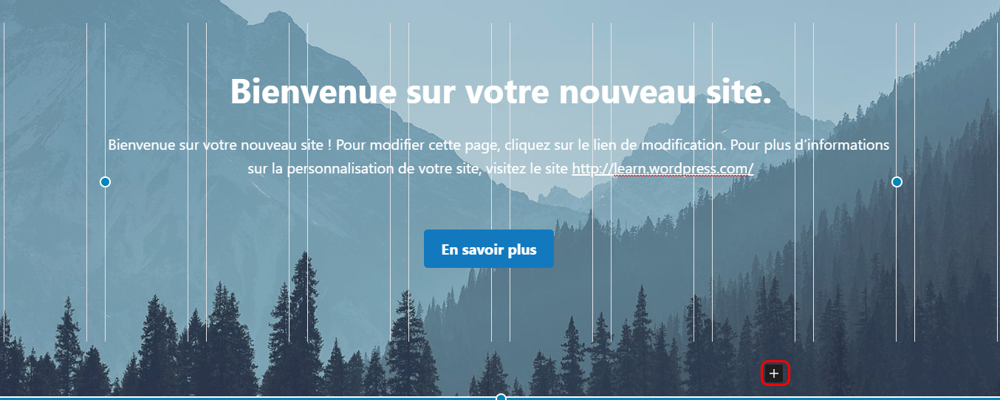 Bienvenue sur votre nouveau site.
Bienvenue sur votre nouveau site ! Pour modifier cette page, cliquez sur le lien de modification. Pour plus d'informations
sur la personnalisation de votre site, visitez le site http://learn.wordpress.com/
En savoir plus